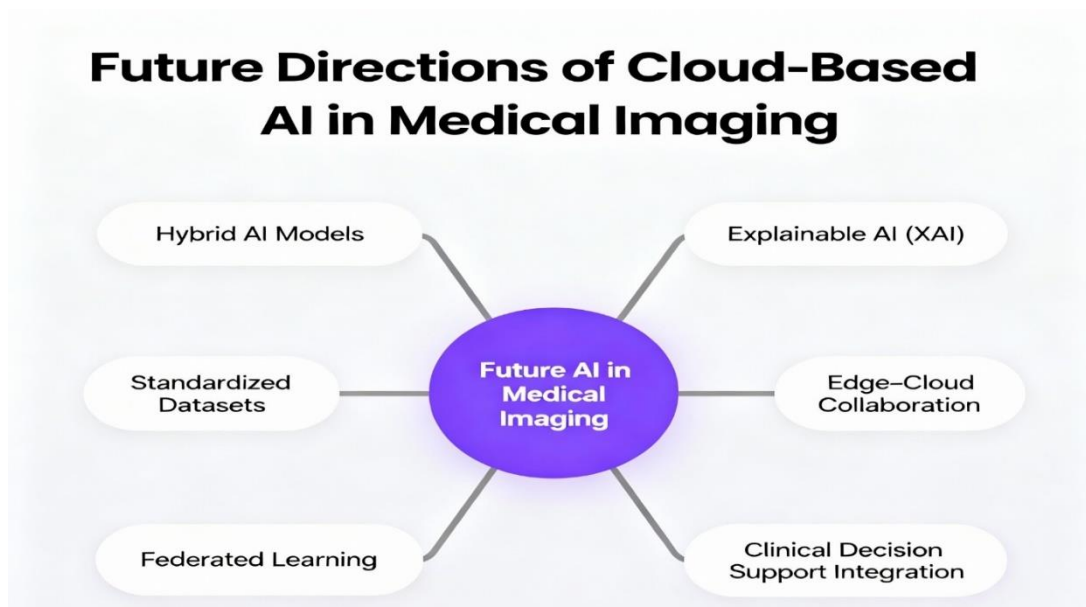 Future Directions of Cloud-Based
AI in Medical Imaging
Hybrid AI Models
Explainable AI (XAI)
Future AI in
Medical
Imaging
Standardized
Datasets
Edge–Cloud
Collaboration
Federated Learning
Clinical Decision
Support Integration